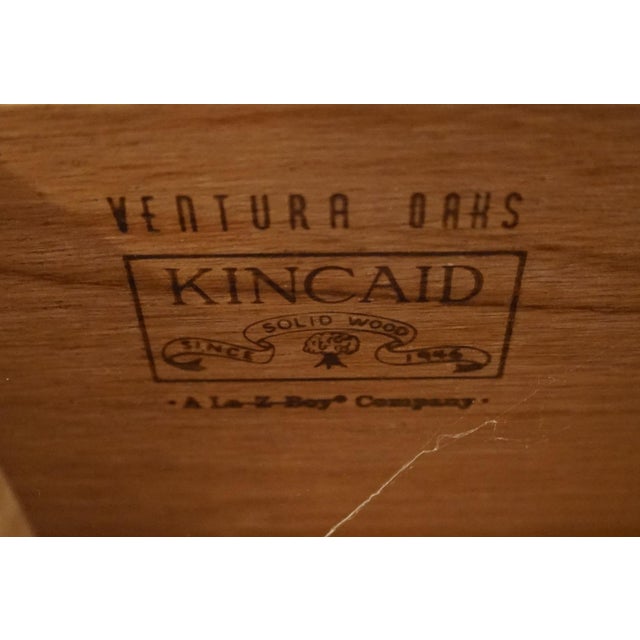 VENTURA OAKS
KINCAID
SOLID WOOD
SINCE 1946
· A La-Z-Boy® Company ·